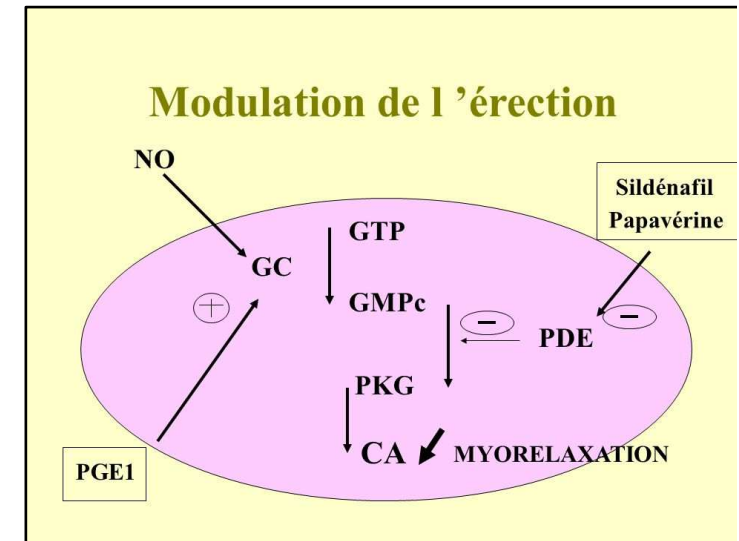 Modulation de l ’érection
NO
Sildénafil
Papavérine
GTP
GC
+
GMPc
−
PDE
−
PKG
CA
MYORELAXATION
PGE1